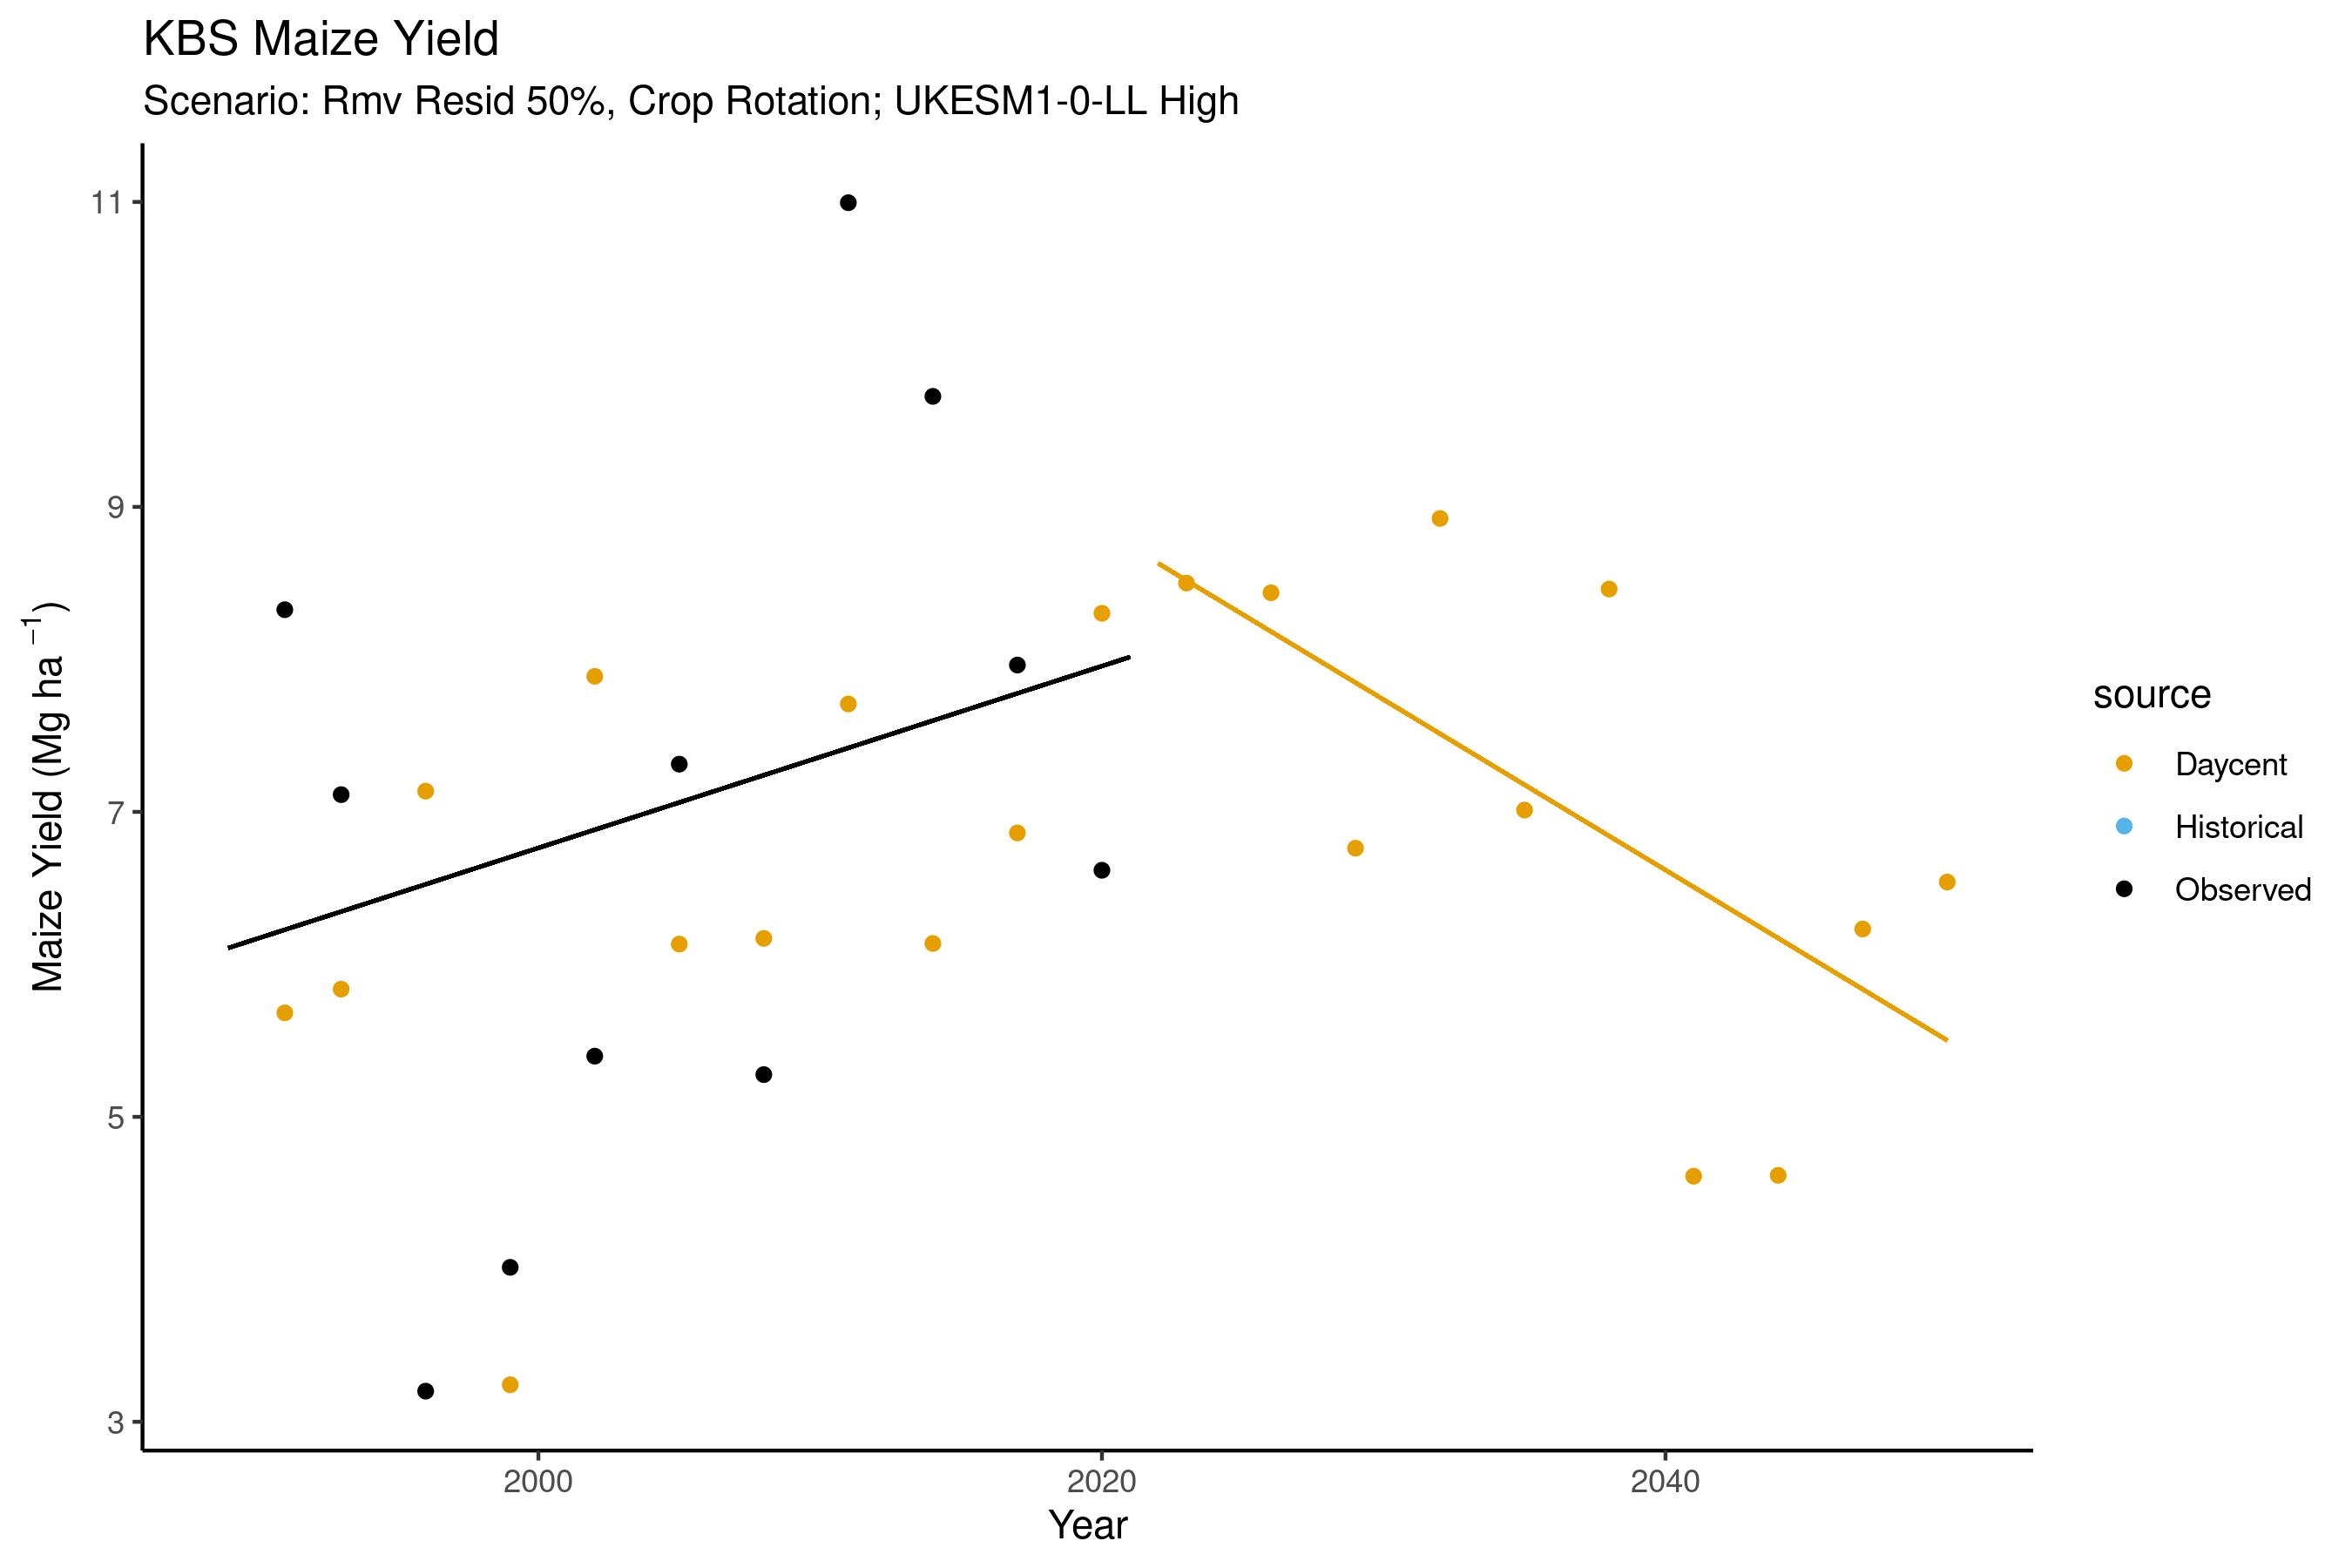 KBS Maize Yield
Scenario: Rmv Resid 50%, Crop Rotation; UKESM1-0-LL High
Maize Yield (Mg ha −1)
11
9
7
5
3
2000 2020 2040
Year
source
Daycent
Historical
Observed